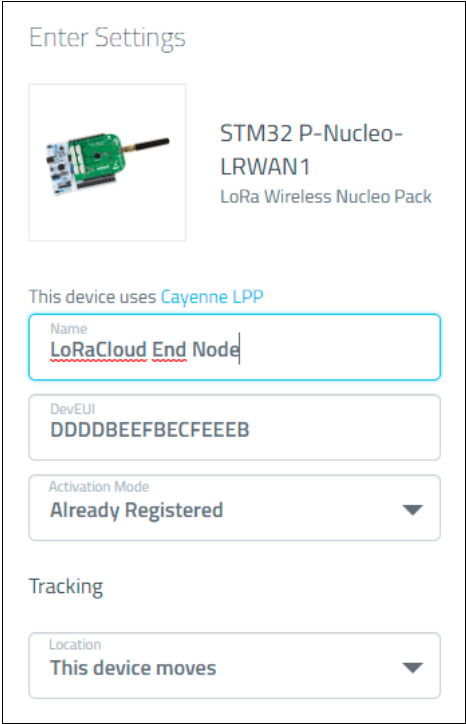 Enter Settings
STM32 P-Nucleo-
LRWAN1
LoRa Wireless Nucleo Pack
This device uses Cayenne LPP
Name
LoRaCloud End Node
DevEUI
DDDDBEEFBECFEEEB
Activation Mode
Already Registered
Tracking
Location
This device moves